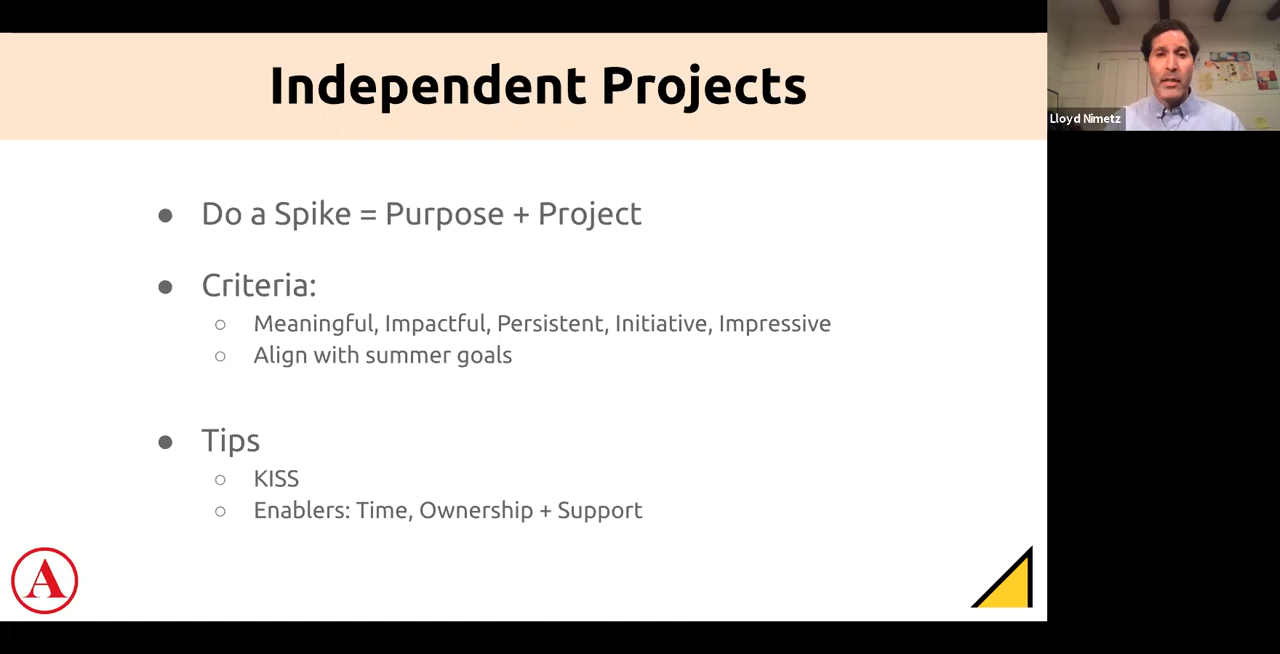 Independent Projects
Lloyd Nimetz
● Do a Spike = Purpose + Project
● Criteria:
○ Meaningful, Impactful, Persistent, Initiative, Impressive
○ Align with summer goals
● Tips
○ KISS
○ Enablers: Time, Ownership + Support
A